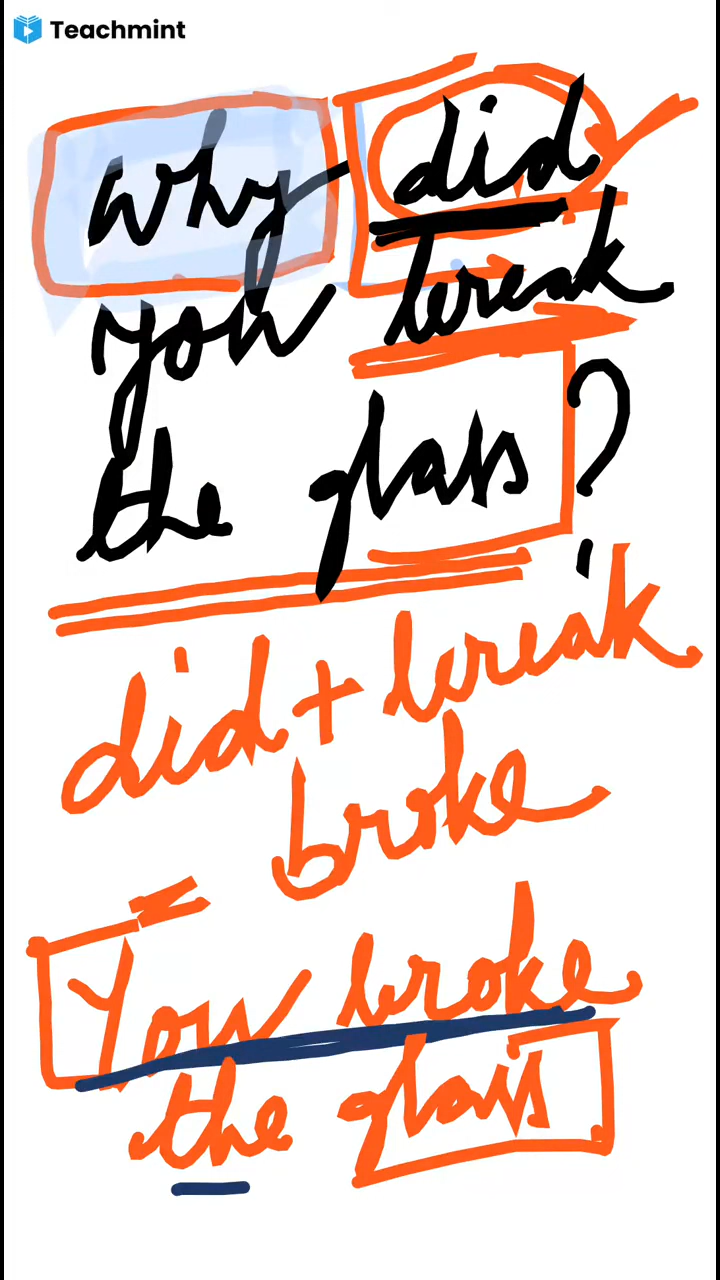 Teachmint
why did
you break
the glass?
did + break
broke
=
You broke
the glass